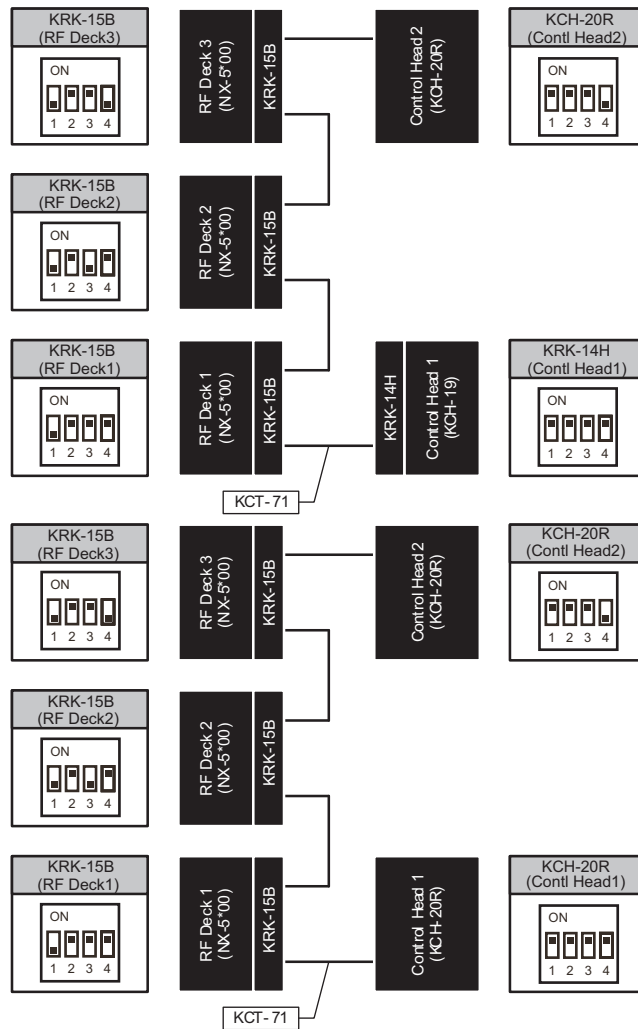 KRK-15B
(RF Deck3)
ON
1 2 3 4
RF Deck 3
(NX-5*00)
KRK-15B
Control Head 2
(KCH-20R)
KCH-20R
(Contl Head2)
ON
1 2 3 4
KRK-15B
(RF Deck2)
ON
1 2 3 4
RF Deck 2
(NX-5*00)
KRK-15B
KRK-15B
(RF Deck1)
ON
1 2 3 4
RF Deck 1
(NX-5*00)
KRK-15B
KRK-14H
Control Head 1
(KCH-19)
KRK-14H
(Contl Head1)
ON
1 2 3 4
KCT-71
KRK-15B
(RF Deck3)
ON
1 2 3 4
RF Deck 3
(NX-5*00)
KRK-15B
Control Head 2
(KCH-20R)
KCH-20R
(Contl Head2)
ON
1 2 3 4
KRK-15B
(RF Deck2)
ON
1 2 3 4
RF Deck 2
(NX-5*00)
KRK-15B
KRK-15B
(RF Deck1)
ON
1 2 3 4
RF Deck 1
(NX-5*00)
KRK-15B
Control Head 1
(KCH-20R)
KCH-20R
(Contl Head1)
ON
1 2 3 4
KCT-71